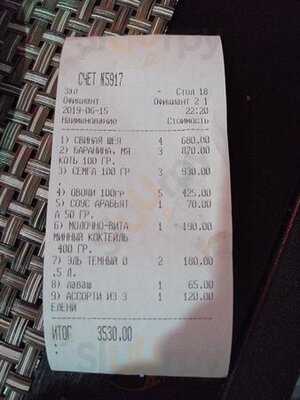 СЧЕТ N5917
Зал - Стол 18
Официант Официант 2 1
2019-06-15 22:20
Наименование Стоимость
1) СВИНАЯ ШЕЯ 4 680.00
2) БАРАНИНА, МЯ 3 870.00
КОТЬ 100 ГР.
3) СЕМГА 100 ГР 3 930.00
.
4) ОВОЩИ 100гр 5 425.00
5) СОУС АРАБЬЯТ 1 70.00
А 50 ГР.
6) МОЛОЧНО-ВИТА 1 190.00
МИННЫЙ КОКТЕЙЛЬ
400 ГР.
7) ЭЛЬ ТЕМНЫЙ 0 2 180.00
.5 Л.
8) лаваш 1 65.00
9) АССОРТИ ИЗ З 1 120.00
ЕЛЕНИ
ИТОГ 3530.00